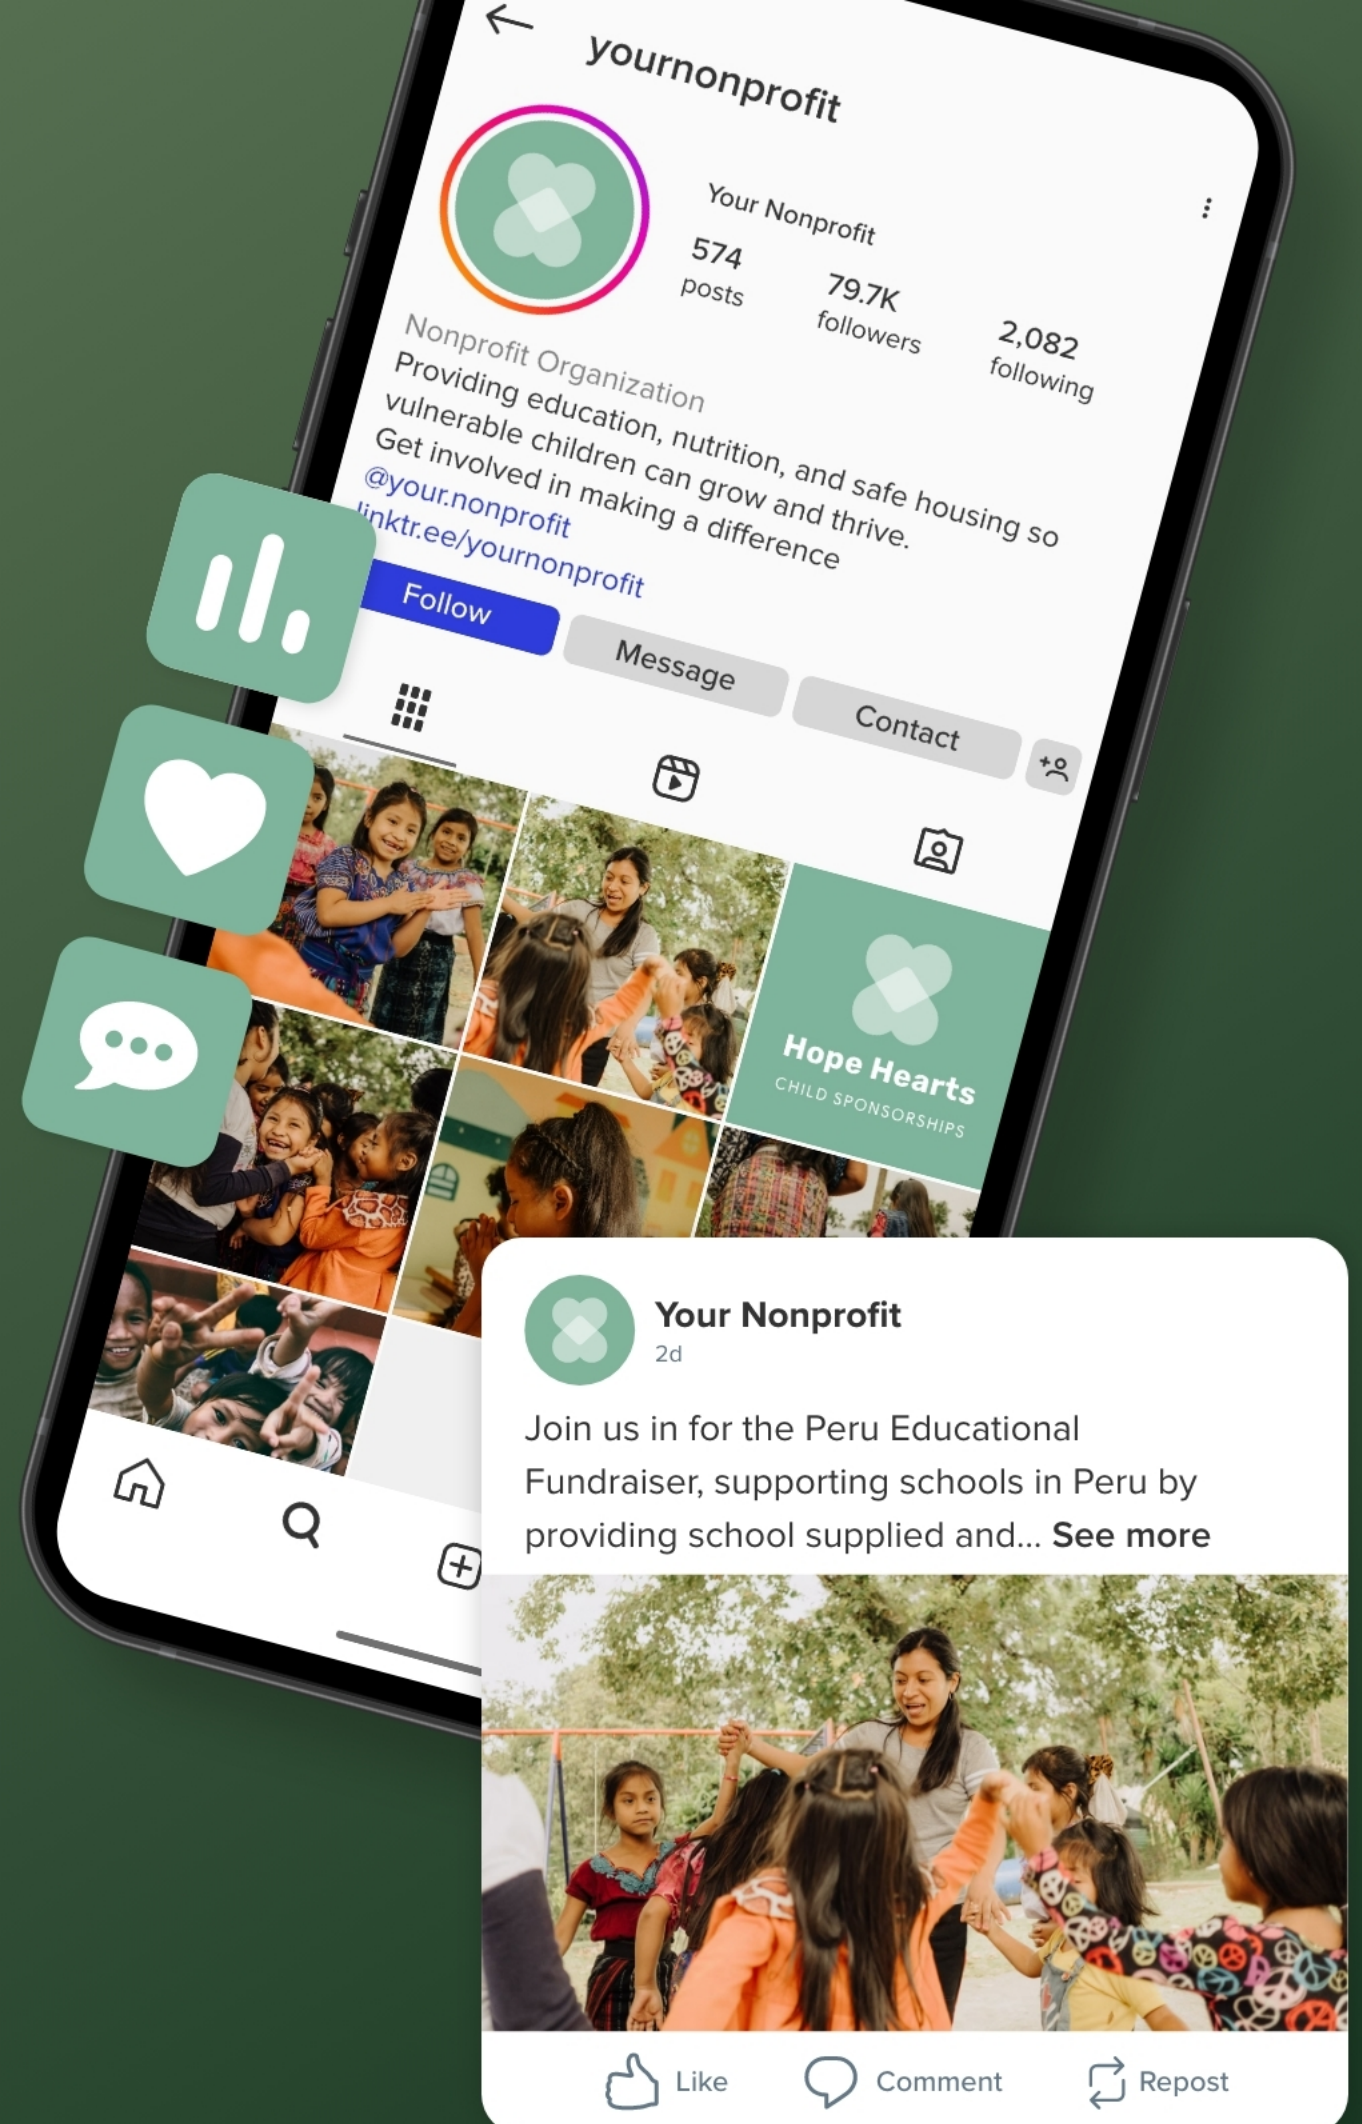 yournonprofit
Your Nonprofit
574
posts
79.7K
followers
2,082
following
Nonprofit Organization
Providing education, nutrition, and safe housing so
vulnerable children can grow and thrive.
Get involved in making a difference
@your.nonprofit
linktr.ee/yournonprofit
Follow
Message
Contact
Hope Hearts
CHILD SPONSORSHIPS
Your Nonprofit
2d
Join us in for the Peru Educational
Fundraiser, supporting schools in Peru by
providing school supplied and... See more
Like
Comment
Repost